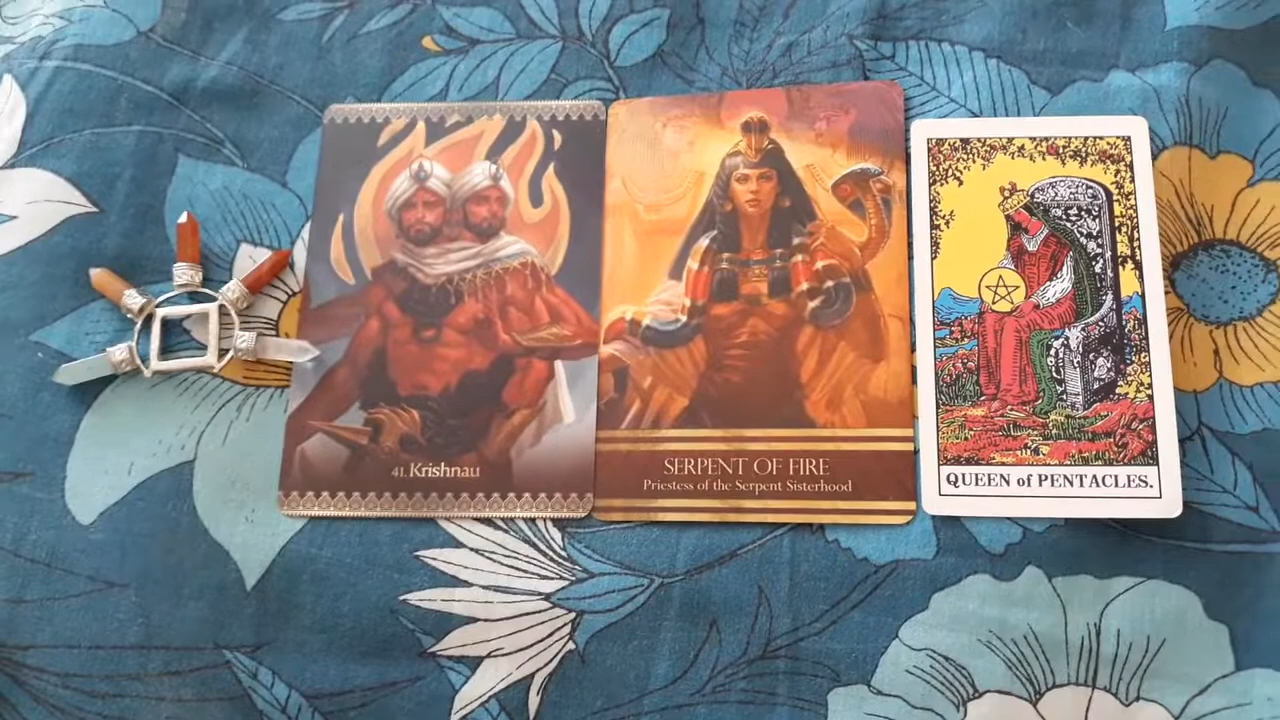 41. Krishnau
SERPENT OF FIRE
Priestess of the Serpent Sisterhood
QUEEN of PENTACLES.